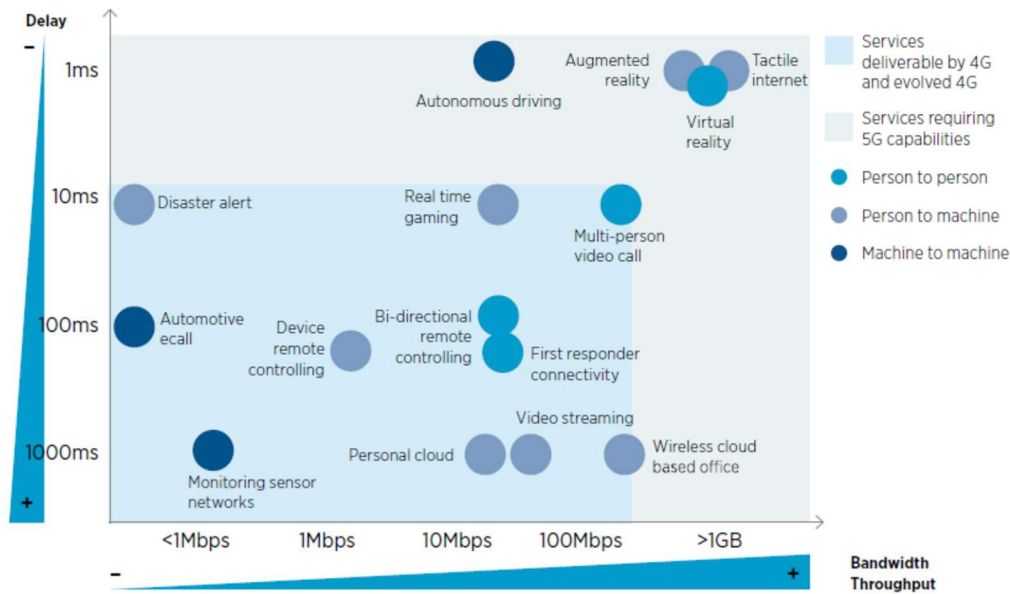 Delay
–
1ms
10ms
100ms
1000ms
+
Autonomous driving
Augmented
reality
Tactile
internet
Virtual
reality
Disaster alert
Real time
gaming
Multi-person
video call
Automotive
ecall
Device
remote
controlling
Bi-directional
remote
controlling
First responder
connectivity
Video streaming
Personal cloud
Wireless cloud
based office
Monitoring sensor
networks
<1Mbps
1Mbps
10Mbps
100Mbps
>1GB
–
+
Bandwidth
Throughput
Services
deliverable by 4G
and evolved 4G
Services requiring
5G capabilities
Person to person
Person to machine
Machine to machine